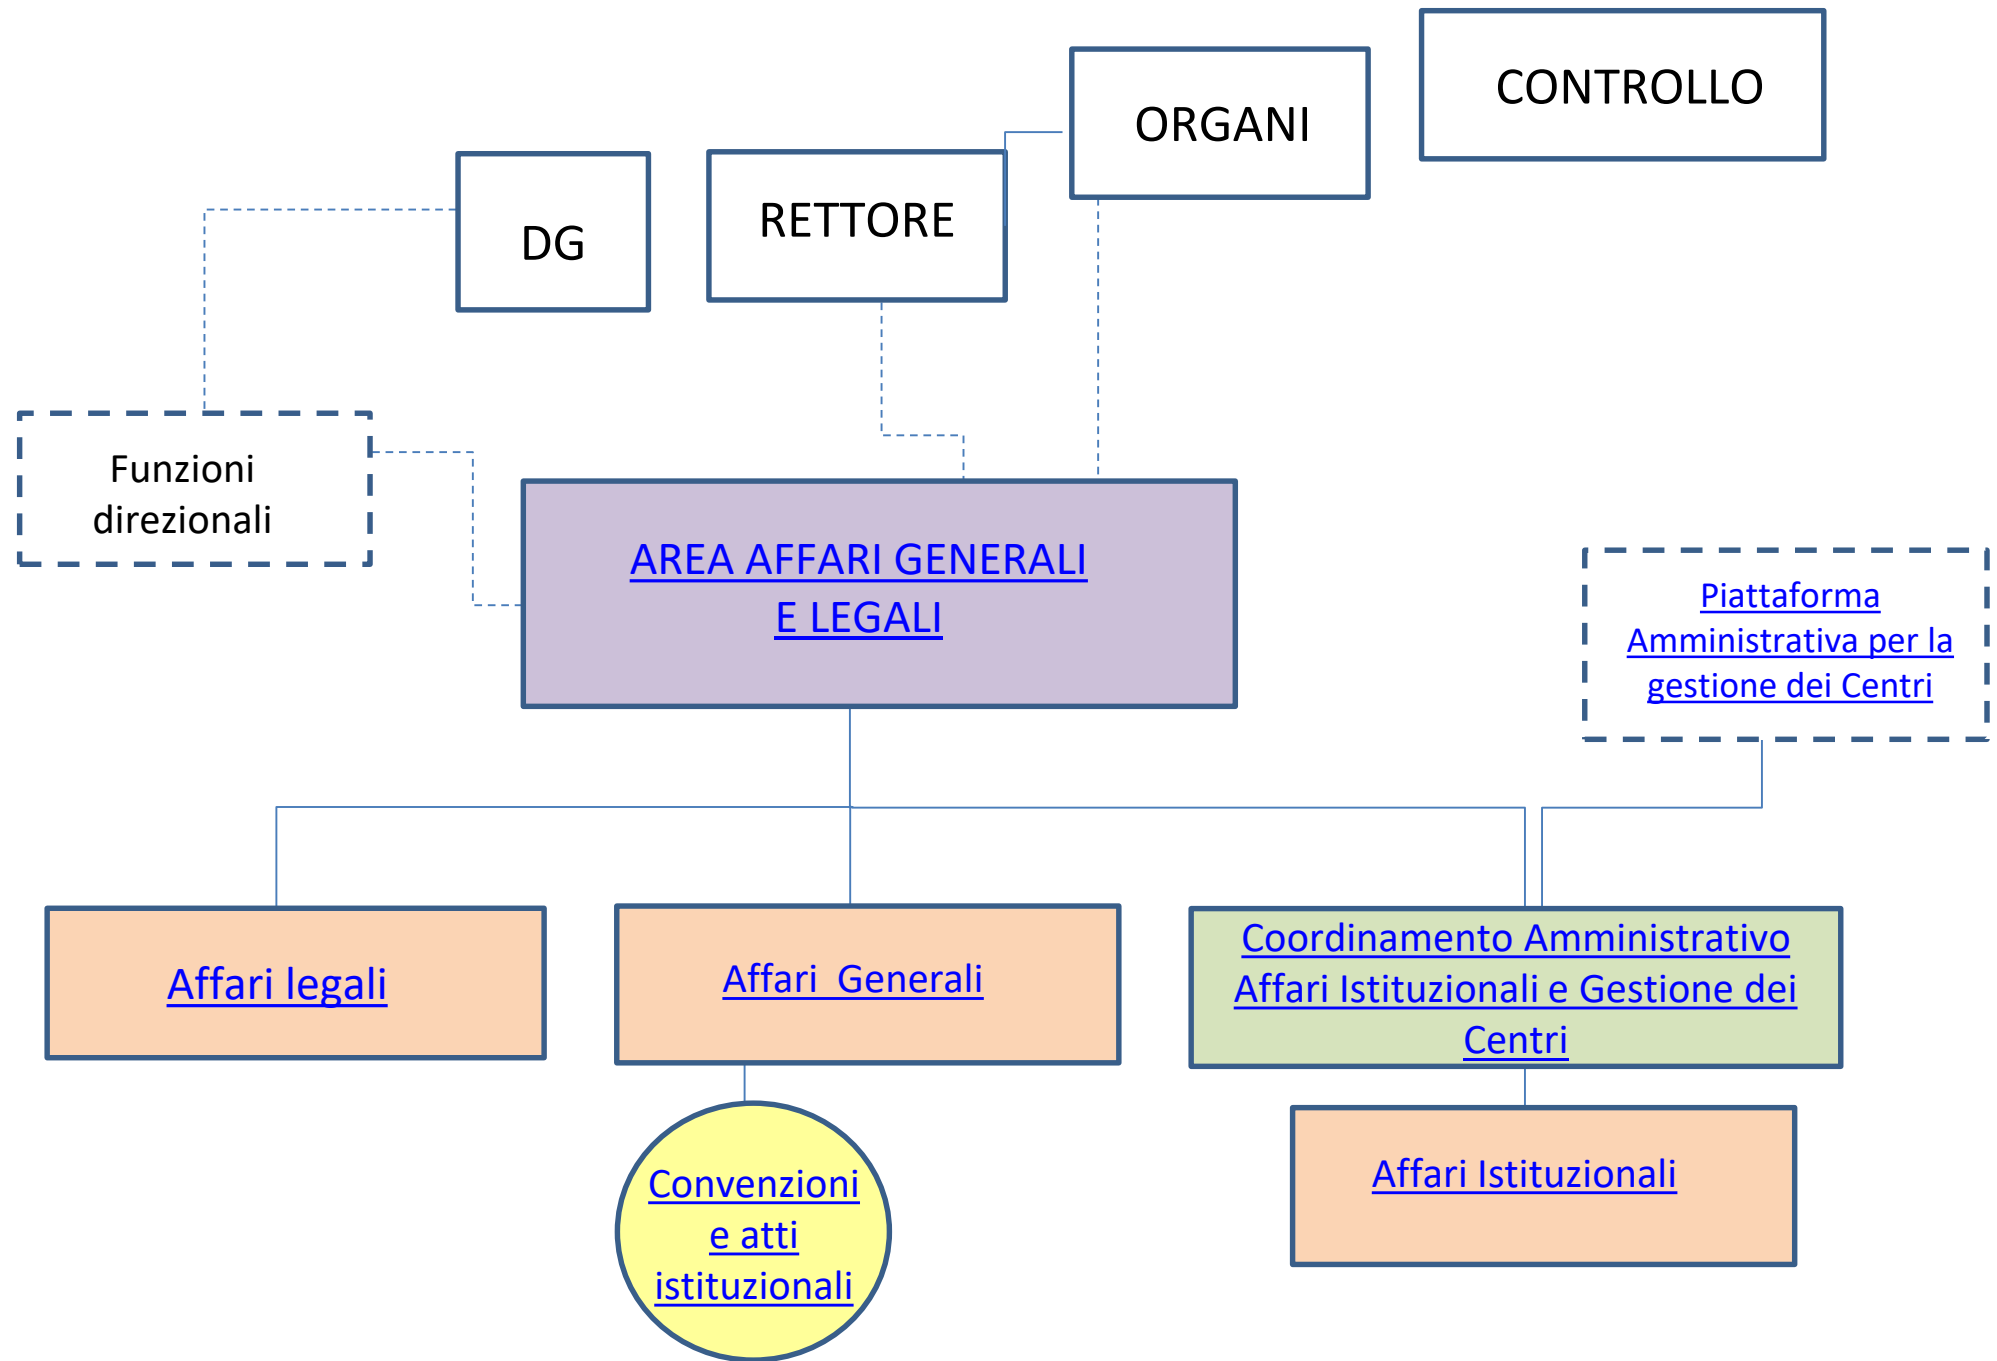 CONTROLLO
ORGANI
RETTORE
DG
Funzioni
direzionali
AREA AFFARI GENERALI
E LEGALI
Piattaforma
Amministrativa per la
gestione dei Centri
Affari legali
Affari  Generali
Coordinamento Amministrativo
Affari Istituzionali e Gestione dei
Centri
Convenzioni
e atti
istituzionali
Affari Istituzionali